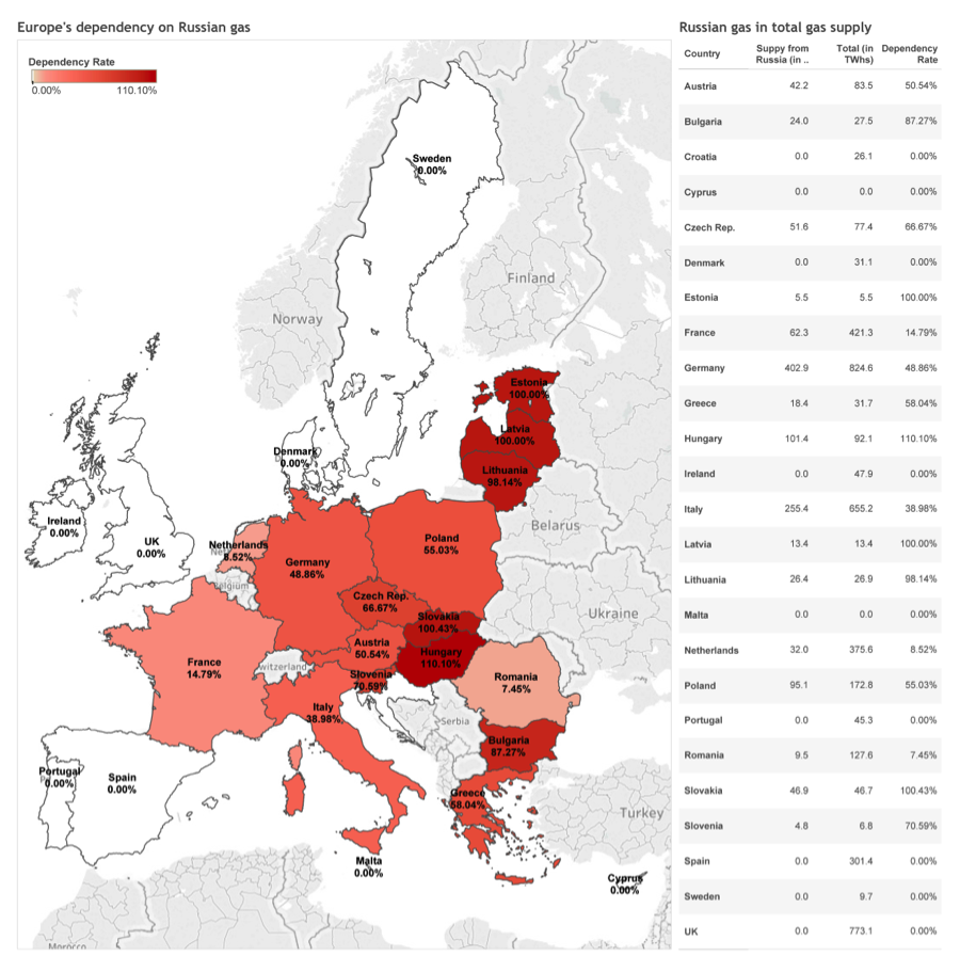 Europe's dependency on Russian gas
Dependency Rate
0.00% 110.10%
Sweden
0.00%
Finland
Norway
Estonia
100.00%
Latvia
100.00%
Denmark
0.00%
Lithuania
98.14%
Ireland
0.00%
UK
0.00%
Belarus
Netherlands
8.52%
Poland
55.03%
Germany
48.86%
Belgium
Czech Rep.
66.67%
Slovakia
100.43%
Ukraine
Austria
50.54%
Hungary
110.10%
France
14.79%
witzerland
Slovenia
70.59%
Romania
7.45%
Italy
38.98%
Serbia
Bulgaria
87.27%
Portugal
0.00%
Spain
0.00%
Greece
58.04%
Turkey
Malta
0.00%
Cyprus
0.00%
Morocco
Russian gas in total gas supply
Country Suppy from Russia (in .. Total (in TWhs) Dependency Rate
Austria 42.2 83.5 50.54%
Bulgaria 24.0 27.5 87.27%
Croatia 0.0 26.1 0.00%
Cyprus 0.0 0.0 0.00%
Czech Rep. 51.6 77.4 66.67%
Denmark 0.0 31.1 0.00%
Estonia 5.5 5.5 100.00%
France 62.3 421.3 14.79%
Germany 402.9 824.6 48.86%
Greece 18.4 31.7 58.04%
Hungary 101.4 92.1 110.10%
Ireland 0.0 47.9 0.00%
Italy 255.4 655.2 38.98%
Latvia 13.4 13.4 100.00%
Lithuania 26.4 26.9 98.14%
Malta 0.0 0.0 0.00%
Netherlands 32.0 375.6 8.52%
Poland 95.1 172.8 55.03%
Portugal 0.0 45.3 0.00%
Romania 9.5 127.6 7.45%
Slovakia 46.9 46.7 100.43%
Slovenia 4.8 6.8 70.59%
Spain 0.0 301.4 0.00%
Sweden 0.0 9.7 0.00%
UK 0.0 773.1 0.00%